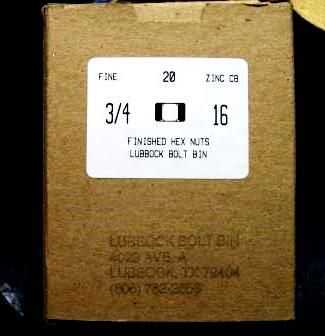 FINE 20 ZINC CB
3/4 16
FINISHED HEX NUTS
LUBBOCK BOLT BIN
LUBBOCK BOLT BIN
AVE. A
LUBBOCK, TX 79404
(806)